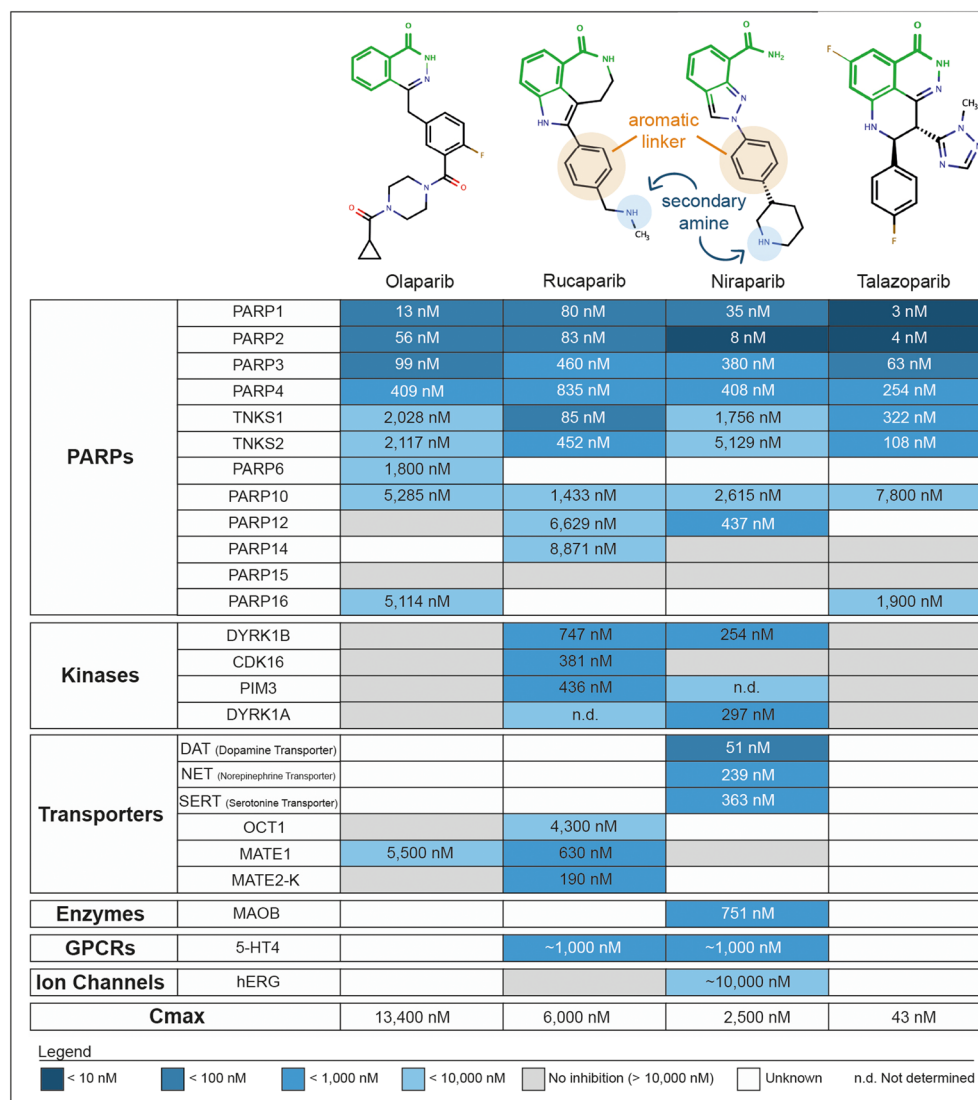 O
NH
N
F
N
O
N
O
O
NH
NH
NH
CH₃
O
NH₂
N
N
HN
F
O
NH
N
NH
N
CH₃
N
N
F
aromatic
linker
secondary
amine
Olaparib Rucaparib Niraparib Talazoparib
PARPs
PARP1 13 nM 80 nM 35 nM 3 nM
PARP2 56 nM 83 nM 8 nM 4 nM
PARP3 99 nM 460 nM 380 nM 63 nM
PARP4 409 nM 835 nM 408 nM 254 nM
TNKS1 2,028 nM 85 nM 1,756 nM 322 nM
TNKS2 2,117 nM 452 nM 5,129 nM 108 nM
PARP6 1,800 nM
PARP10 5,285 nM 1,433 nM 2,615 nM 7,800 nM
PARP12 6,629 nM 437 nM
PARP14 8,871 nM
PARP15
PARP16 5,114 nM 1,900 nM
Kinases
DYRK1B 747 nM 254 nM
CDK16 381 nM
PIM3 436 nM n.d.
DYRK1A n.d. 297 nM
Transporters
DAT (Dopamine Transporter) 51 nM
NET (Norepinephrine Transporter) 239 nM
SERT (Serotonine Transporter) 363 nM
OCT1 4,300 nM
MATE1 5,500 nM 630 nM
MATE2-K 190 nM
Enzymes MAOB 751 nM
GPCRs 5-HT4 ~1,000 nM ~1,000 nM
Ion Channels hERG ~10,000 nM
Cmax 13,400 nM 6,000 nM 2,500 nM 43 nM
Legend
< 10 nM < 100 nM < 1,000 nM < 10,000 nM No inhibition (> 10,000 nM) Unknown n.d. Not determined